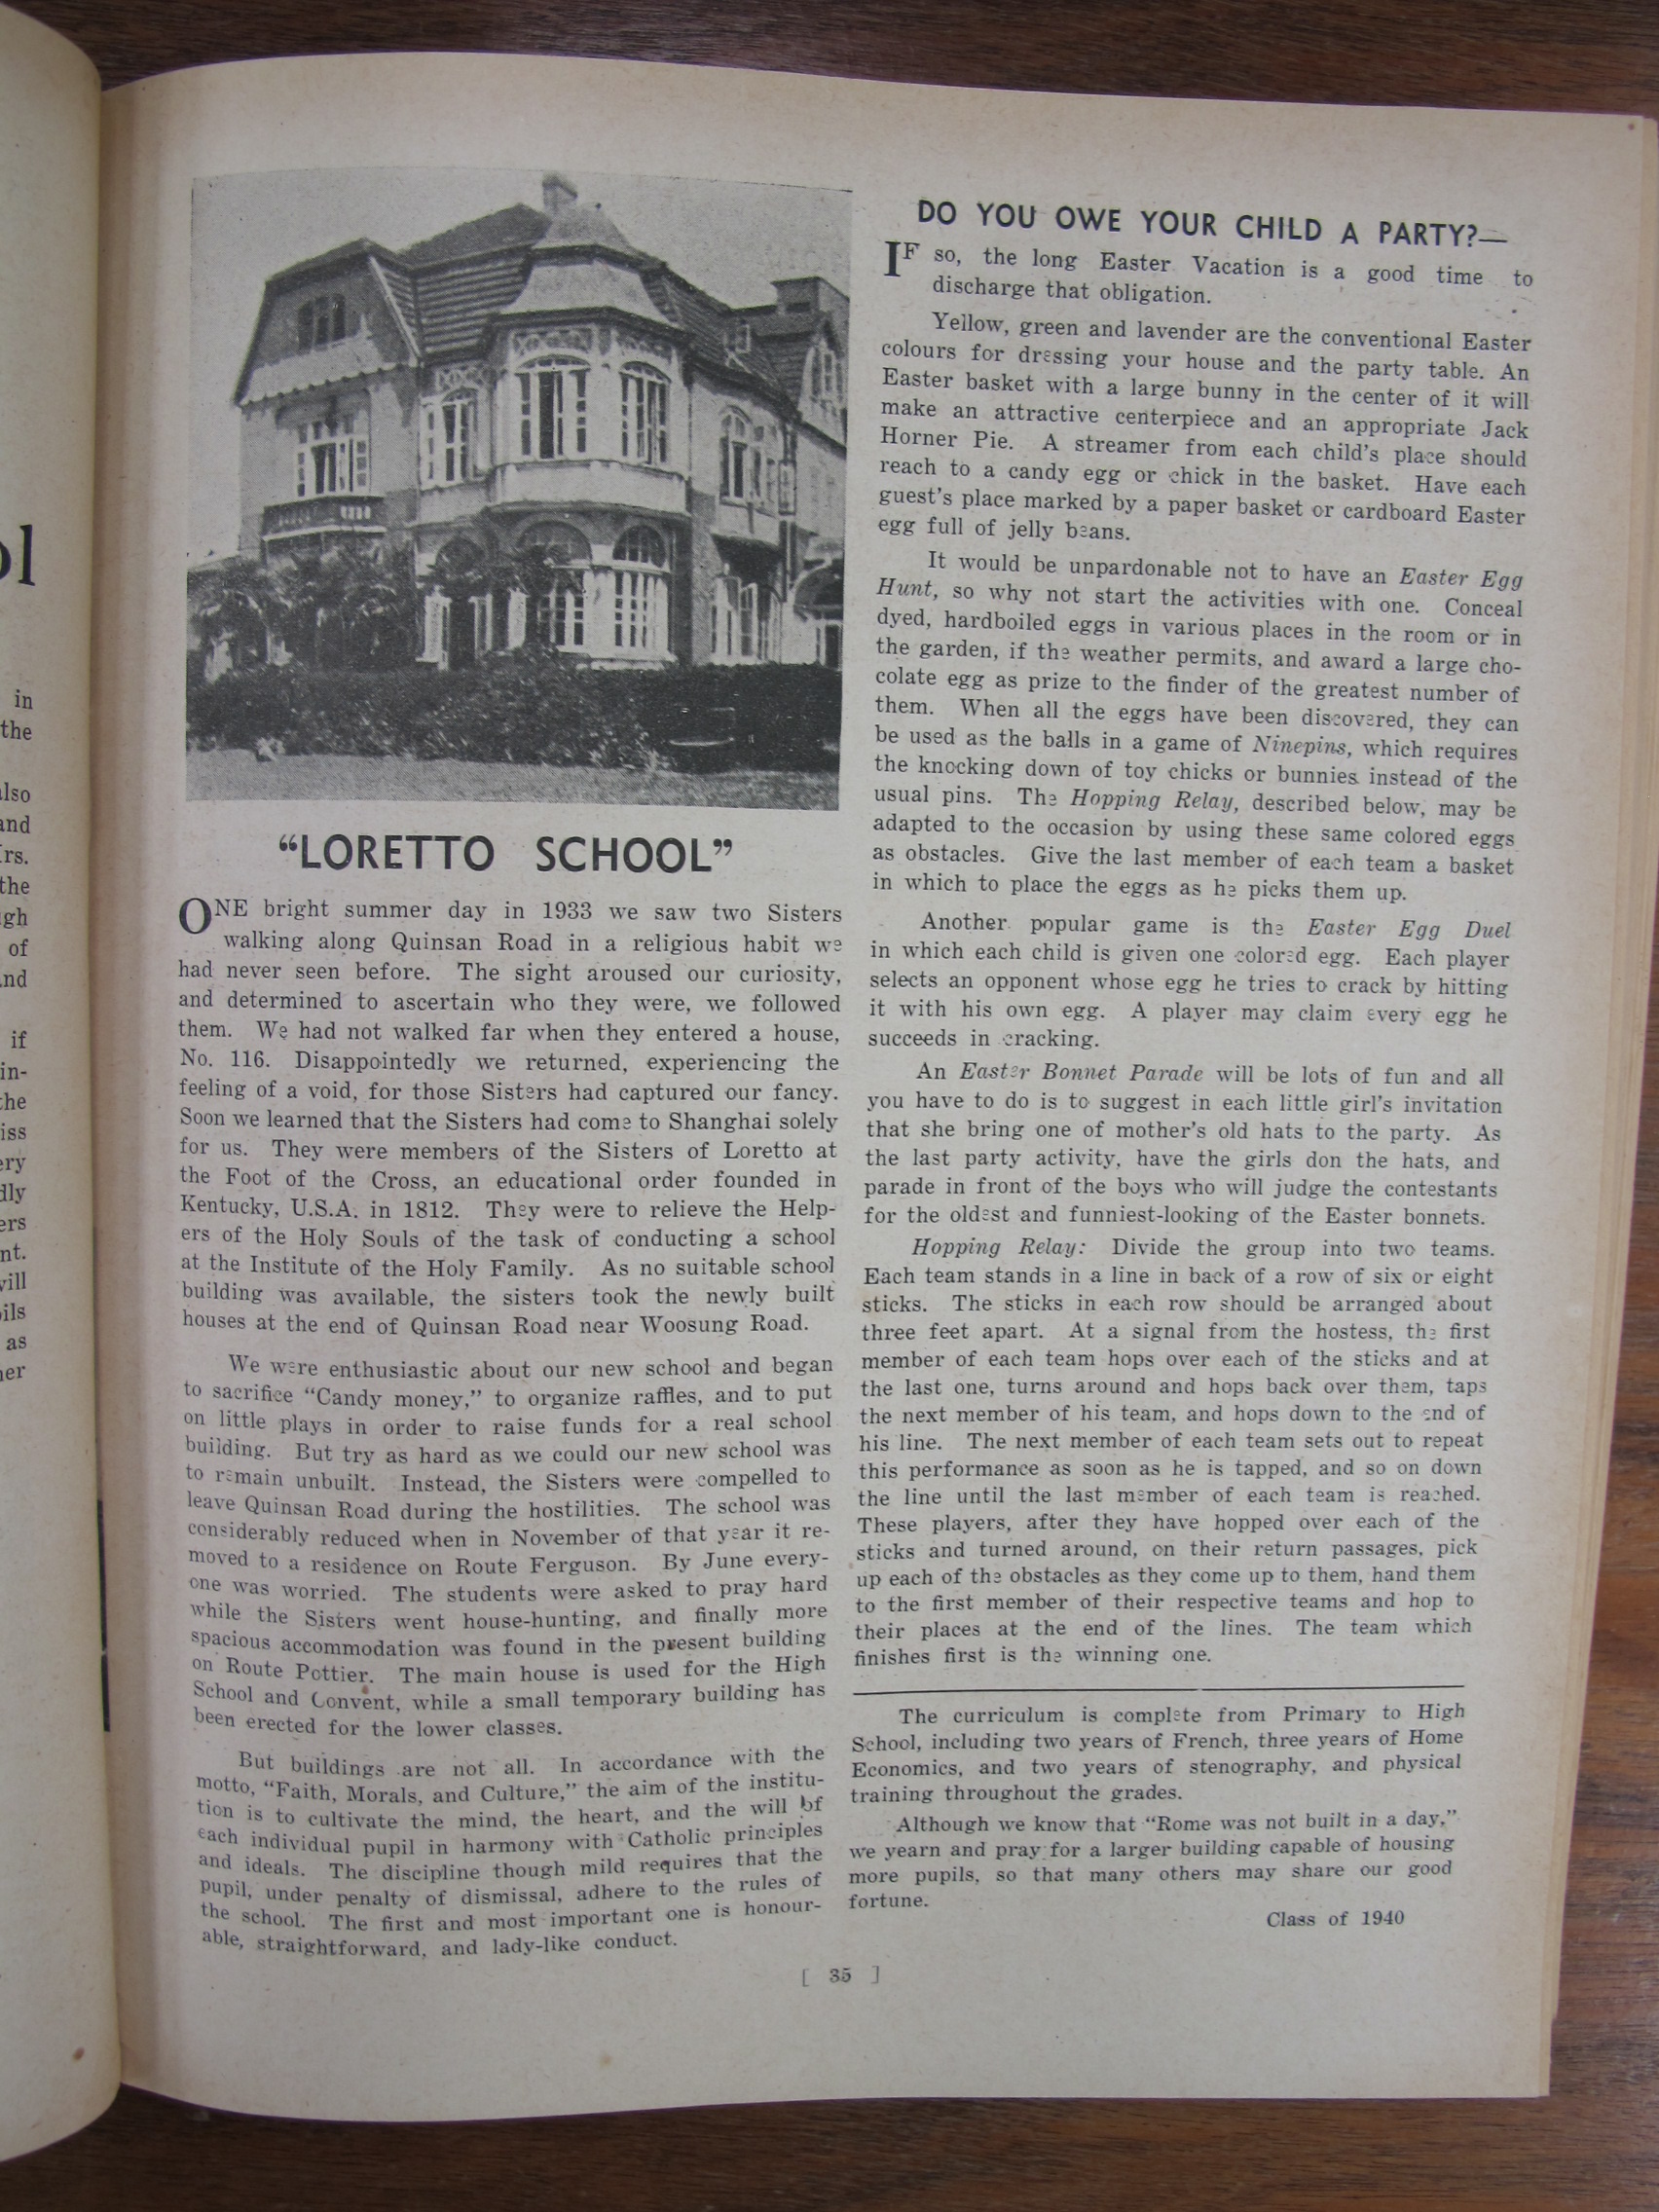 ol
in
the
also
and
Mrs.
the
gh
of
and
if
in-
the
iss
ery
dly
ers
nt.
will
pils
as
her
"LORETTO SCHOOL"
ONE bright summer day in 1933 we saw two Sisters
walking along Quinsan Road in a religious habit we
had never seen before. The sight aroused our curiosity,
and determined to ascertain who they were, we followed
them. We had not walked far when they entered a house,
No. 116. Disappointedly we returned, experiencing the
feeling of a void, for those Sisters had captured our fancy.
Soon we learned that the Sisters had come to Shanghai solely
for us. They were members of the Sisters of Loretto at
the Foot of the Cross, an educational order founded in
Kentucky, U.S.A. in 1812. They were to relieve the Help-
ers of the Holy Souls of the task of conducting a school
at the Institute of the Holy Family. As no suitable school
building was available, the sisters took the newly built
houses at the end of Quinsan Road near Woosung Road.
We were enthusiastic about our new school and began
to sacrifice "Candy money," to organize raffles, and to put
on little plays in order to raise funds for a real school
building. But try as hard as we could our new school was
to remain unbuilt. Instead, the Sisters were compelled to
leave Quinsan Road during the hostilities. The school was
considerably reduced when in November of that year it re-
moved to a residence on Route Ferguson. By June every-
one was worried. The students were asked to pray hard
while the Sisters went house-hunting, and finally more
spacious accommodation was found in the present building
on Route Pottier. The main house is used for the High
School and Convent, while a small temporary building has
been erected for the lower classes.
But buildings are not all. In accordance with the
motto, "Faith, Morals, and Culture," the aim of the institu-
tion is to cultivate the mind, the heart, and the will of
each individual pupil in harmony with Catholic principles
and ideals. The discipline though mild requires that the
pupil, under penalty of dismissal, adhere to the rules of
the school. The first and most important one is honour-
able, straightforward, and lady-like conduct.
DO YOU OWE YOUR CHILD A PARTY?—
IF so, the long Easter Vacation is a good time to
discharge that obligation.
Yellow, green and lavender are the conventional Easter
colours for dressing your house and the party table. An
Easter basket with a large bunny in the center of it will
make an attractive centerpiece and an appropriate Jack
Horner Pie. A streamer from each child's place should
reach to a candy egg or chick in the basket. Have each
guest's place marked by a paper basket or cardboard Easter
egg full of jelly beans.
It would be unpardonable not to have an Easter Egg
Hunt, so why not start the activities with one. Conceal
dyed, hardboiled eggs in various places in the room or in
the garden, if the weather permits, and award a large cho-
colate egg as prize to the finder of the greatest number of
them. When all the eggs have been discovered, they can
be used as the balls in a game of Ninepins, which requires
the knocking down of toy chicks or bunnies instead of the
usual pins. The Hopping Relay, described below, may be
adapted to the occasion by using these same colored eggs
as obstacles. Give the last member of each team a basket
in which to place the eggs as he picks them up.
Another popular game is the Easter Egg Duel
in which each child is given one colored egg. Each player
selects an opponent whose egg he tries to crack by hitting
it with his own egg. A player may claim every egg he
succeeds in cracking.
An Easter Bonnet Parade will be lots of fun and all
you have to do is to suggest in each little girl's invitation
that she bring one of mother's old hats to the party. As
the last party activity, have the girls don the hats, and
parade in front of the boys who will judge the contestants
for the oldest and funniest-looking of the Easter bonnets.
Hopping Relay: Divide the group into two teams.
Each team stands in a line in back of a row of six or eight
sticks. The sticks in each row should be arranged about
three feet apart. At a signal from the hostess, the first
member of each team hops over each of the sticks and at
the last one, turns around and hops back over them, taps
the next member of his team, and hops down to the end of
his line. The next member of each team sets out to repeat
this performance as soon as he is tapped, and so on down
the line until the last member of each team is reached.
These players, after they have hopped over each of the
sticks and turned around, on their return passages, pick
up each of the obstacles as they come up to them, hand them
to the first member of their respective teams and hop to
their places at the end of the lines. The team which
finishes first is the winning one.
The curriculum is complete from Primary to High
School, including two years of French, three years of Home
Economics, and two years of stenography, and physical
training throughout the grades.
Although we know that "Rome was not built in a day,"
we yearn and pray for a larger building capable of housing
more pupils, so that many others may share our good
fortune.
Class of 1940
[ 35 ]